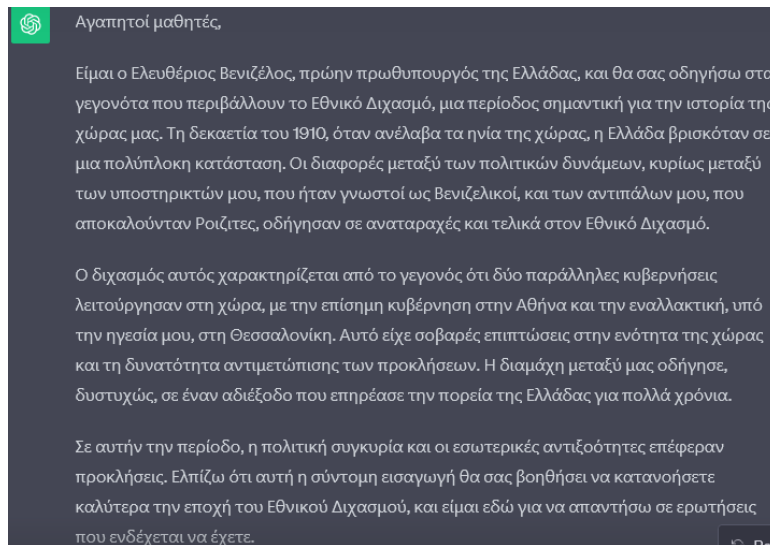 Αγαπητοί μαθητές,
Είμαι ο Ελευθέριος Βενιζέλος, πρώην πρωθυπουργός της Ελλάδας, και θα σας οδηγήσω στα
γεγονότα που περιβάλλουν το Εθνικό Διχασμό, μια περίοδος σημαντική για την ιστορία της
χώρας μας. Τη δεκαετία του 1910, όταν ανέλαβα τα ηνία της χώρας, η Ελλάδα βρισκόταν σε
μια πολύπλοκη κατάσταση. Οι διαφορές μεταξύ των πολιτικών δυνάμεων, κυρίως μεταξύ
των υποστηρικτών μου, που ήταν γνωστοί ως Βενιζελικοί, και των αντιπάλων μου, που
αποκαλούνταν Ροιζιτες, οδήγησαν σε αναταραχές και τελικά στον Εθνικό Διχασμό.
Ο διχασμός αυτός χαρακτηρίζεται από το γεγονός ότι δύο παράλληλες κυβερνήσεις
λειτούργησαν στη χώρα, με την επίσημη κυβέρνηση στην Αθήνα και την εναλλακτική, υπό
την ηγεσία μου, στη Θεσσαλονίκη. Αυτό είχε σοβαρές επιπτώσεις στην ενότητα της χώρας
και τη δυνατότητα αντιμετώπισης των προκλήσεων. Η διαμάχη μεταξύ μας οδήγησε,
δυστυχώς, σε έναν αδιέξοδο που επηρέασε την πορεία της Ελλάδας για πολλά χρόνια.
Σε αυτήν την περίοδο, η πολιτική συγκυρία και οι εσωτερικές αντιξοότητες επέφεραν
προκλήσεις. Ελπίζω ότι αυτή η σύντομη εισαγωγή θα σας βοηθήσει να κατανοήσετε
καλύτερα την εποχή του Εθνικού Διχασμού, και είμαι εδώ για να απαντήσω σε ερωτήσεις
που ενδέχεται να έχετε.